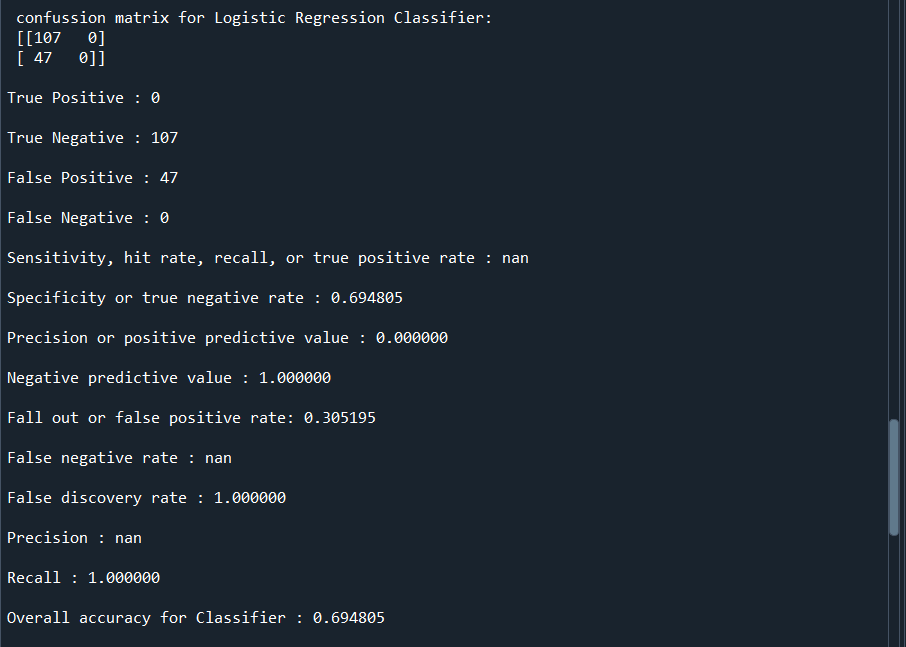 confussion matrix for Logistic Regression Classifier:
[[107   0]
[ 47   0]]
True Positive : 0
True Negative : 107
False Positive : 47
False Negative : 0
Sensitivity, hit rate, recall, or true positive rate : nan
Specificity or true negative rate : 0.694805
Precision or positive predictive value : 0.000000
Negative predictive value : 1.000000
Fall out or false positive rate: 0.305195
False negative rate : nan
False discovery rate : 1.000000
Precision : nan
Recall : 1.000000
Overall accuracy for Classifier : 0.694805